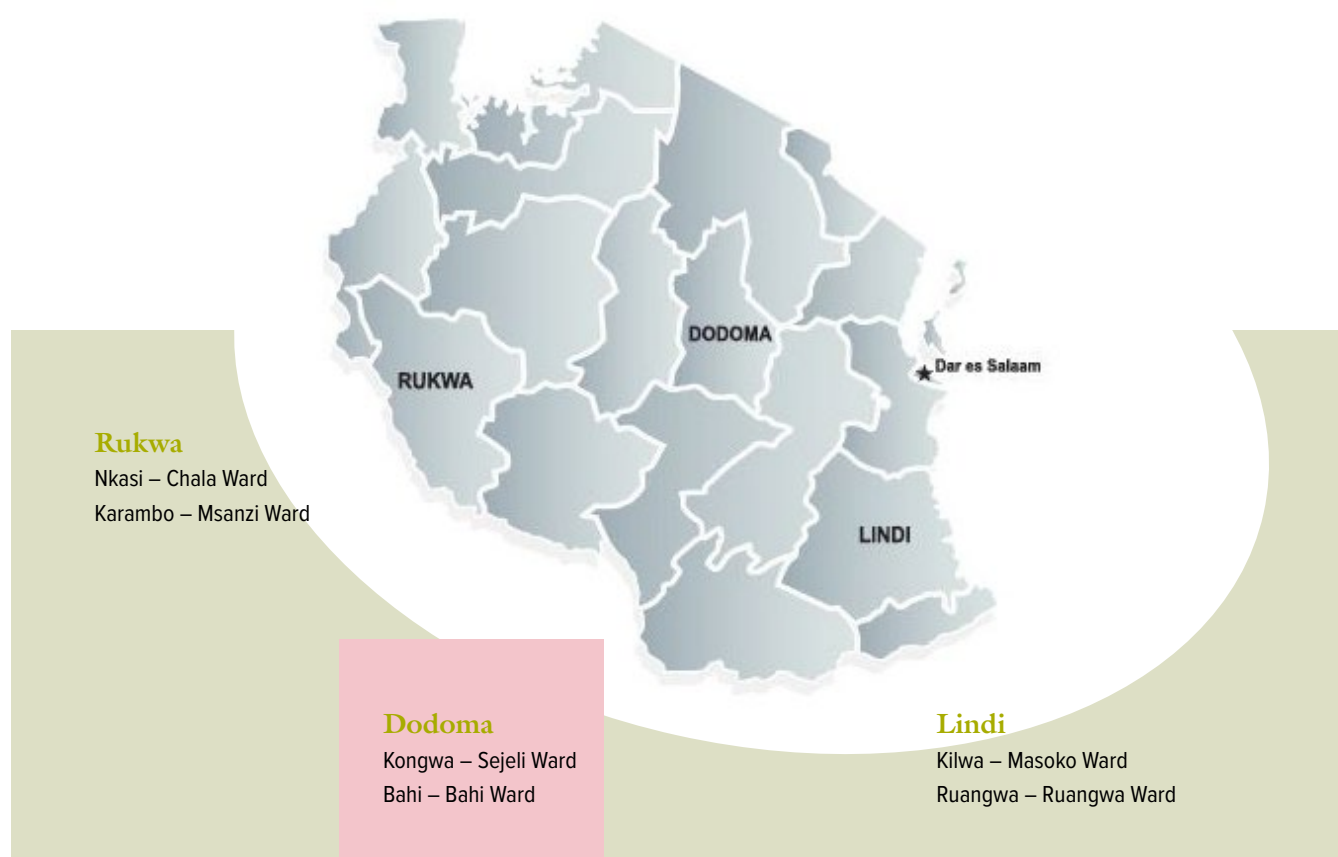 DODOMA
RUKWA
Dar es Salaam
LINDI
Rukwa
Nkasi – Chala Ward
Karambo – Msanzi Ward
Dodoma
Kongwa – Sejeli Ward
Bahi – Bahi Ward
Lindi
Kilwa – Masoko Ward
Ruangwa – Ruangwa Ward